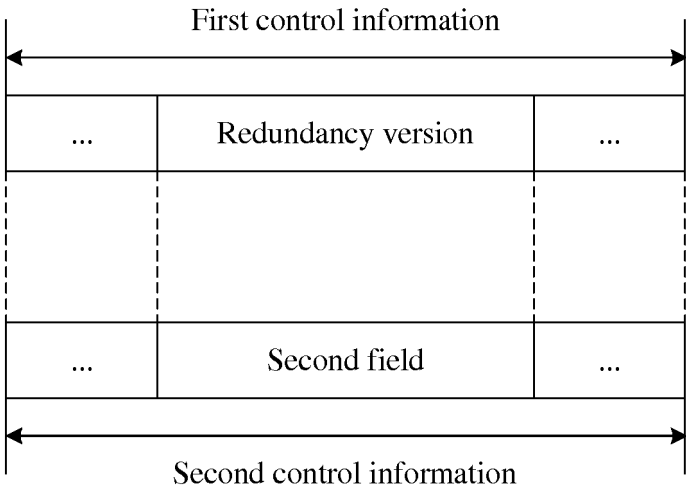 First control information
... Redundancy version ...
... Second field ...
Second control information